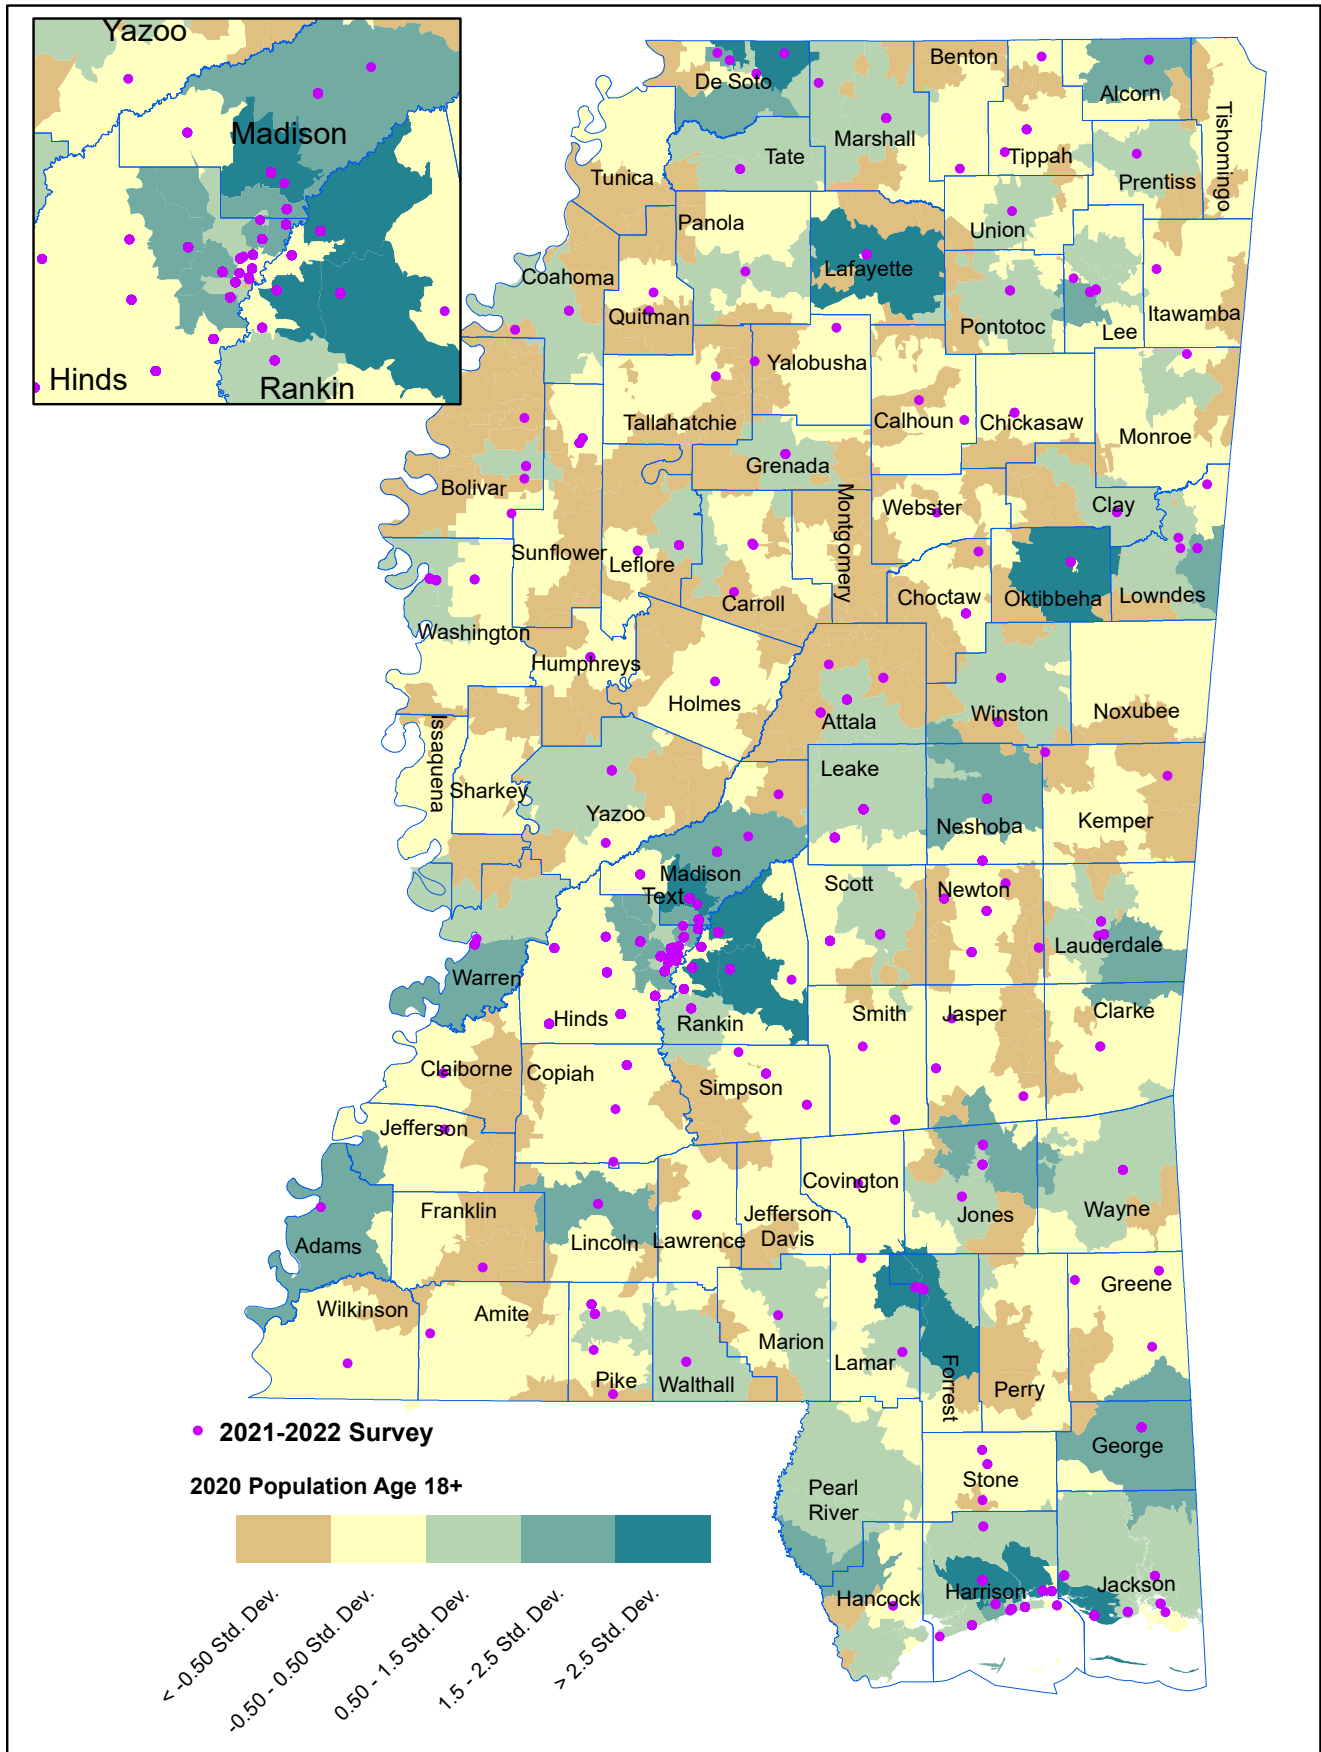 Yazoo
Madison
Hinds
Rankin
Benton
De Soto
Alcorn
Tishomingo
Marshall
Tate
Tippah
Prentiss
Tunica
Panola
Union
Lafayette
Coahoma
Quitman
Pontotoc
Lee
Itawamba
Yalobusha
Tallahatchie
Calhoun
Chickasaw
Monroe
Grenada
Bolivar
Montgomery
Webster
Clay
Sunflower
Leflore
Carroll
Choctaw
Oktibbeha
Lowndes
Washington
Humphreys
Holmes
Attala
Winston
Noxubee
Issaquena
Sharkey
Leake
Yazoo
Neshoba
Kemper
Madison
Text
Scott
Newton
Lauderdale
Warren
Hinds
Rankin
Smith
Jasper
Clarke
Claiborne
Copiah
Simpson
Jefferson
Covington
Franklin
Jefferson
Davis
Jones
Wayne
Adams
Lincoln
Lawrence
Greene
Wilkinson
Amite
Marion
Lamar
Forrest
Pike
Walthall
Perry
2021-2022 Survey
George
2020 Population Age 18+
Pearl
River
Stone
Hancock
Harrison
Jackson
< -0.50 Std. Dev.
-0.50 - 0.50 Std. Dev.
0.50 - 1.5 Std. Dev.
1.5 - 2.5 Std. Dev.
> 2.5 Std. Dev.